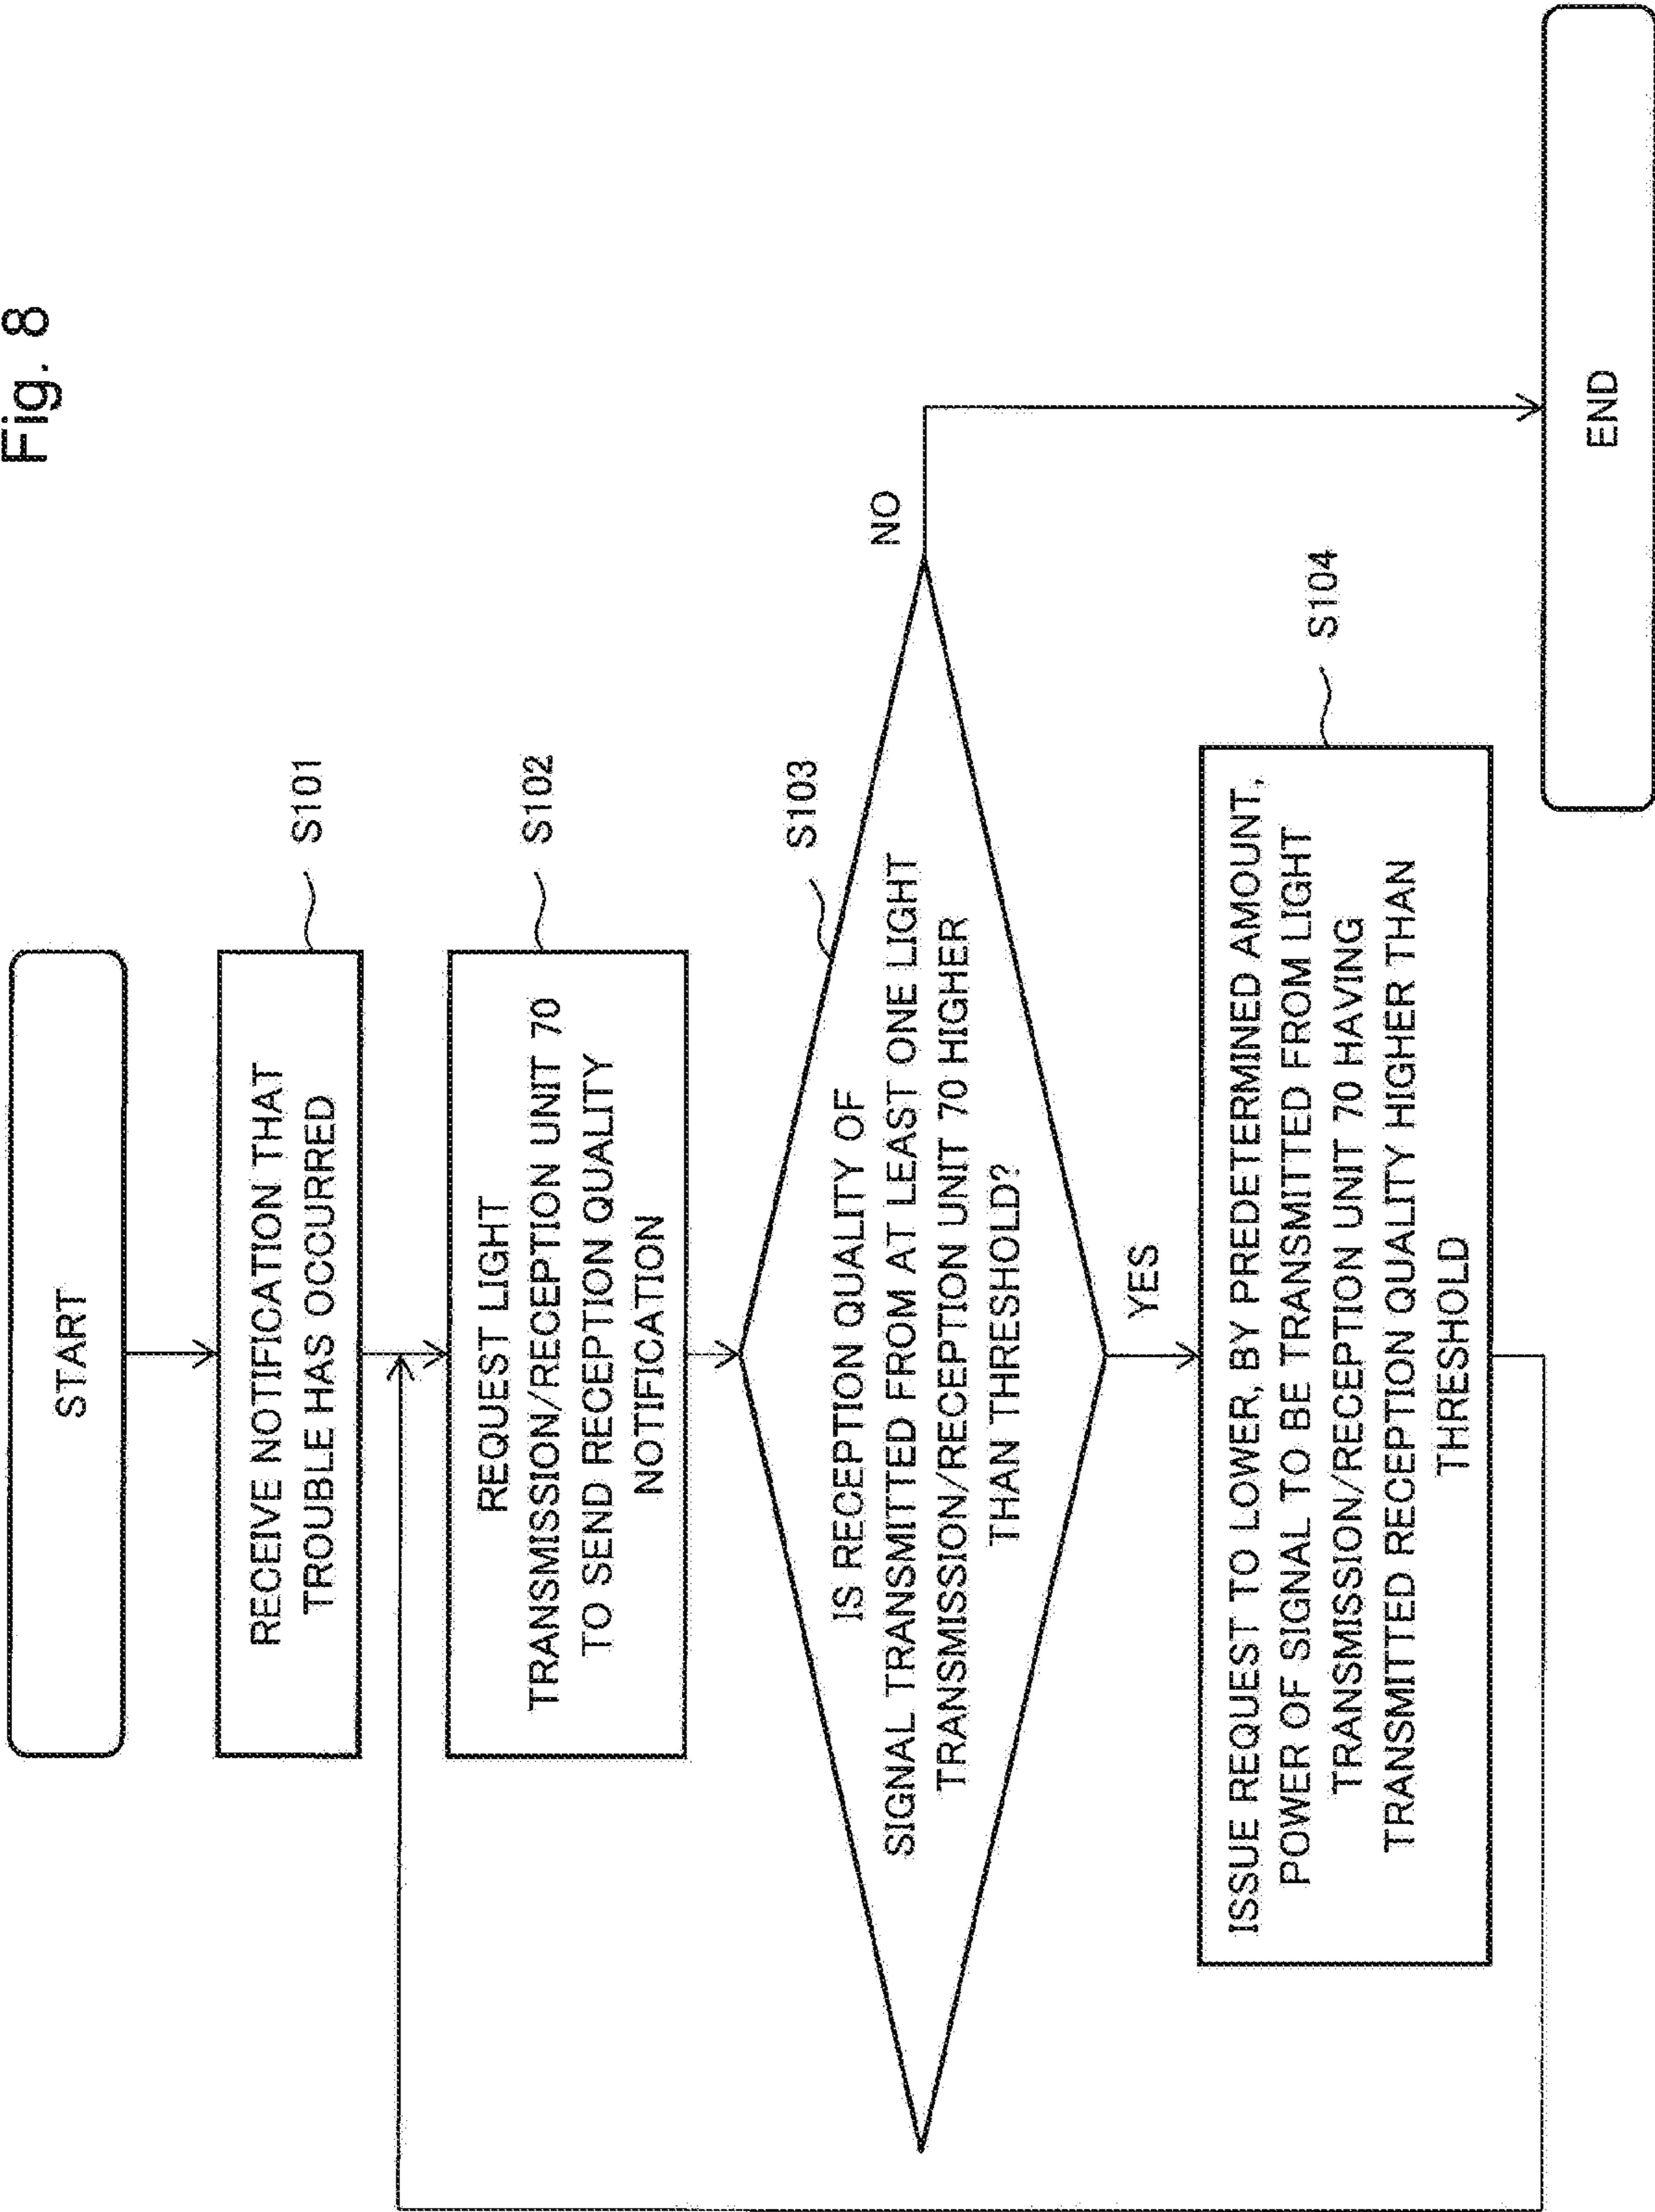 Fig. 8
START
RECEIVE NOTIFICATION THAT
TROUBLE HAS OCCURRED
S101
REQUEST LIGHT
TRANSMISSION/RECEPTION UNIT 70
TO SEND RECEPTION QUALITY
NOTIFICATION
S102
IS RECEPTION QUALITY OF
SIGNAL TRANSMITTED FROM AT LEAST ONE LIGHT
TRANSMISSION/RECEPTION UNIT 70 HIGHER
THAN THRESHOLD?
S103
NO
YES
ISSUE REQUEST TO LOWER, BY PREDETERMINED AMOUNT,
POWER OF SIGNAL TO BE TRANSMITTED FROM LIGHT
TRANSMISSION/RECEPTION UNIT 70 HAVING
TRANSMITTED RECEPTION QUALITY HIGHER THAN
THRESHOLD
S104
END